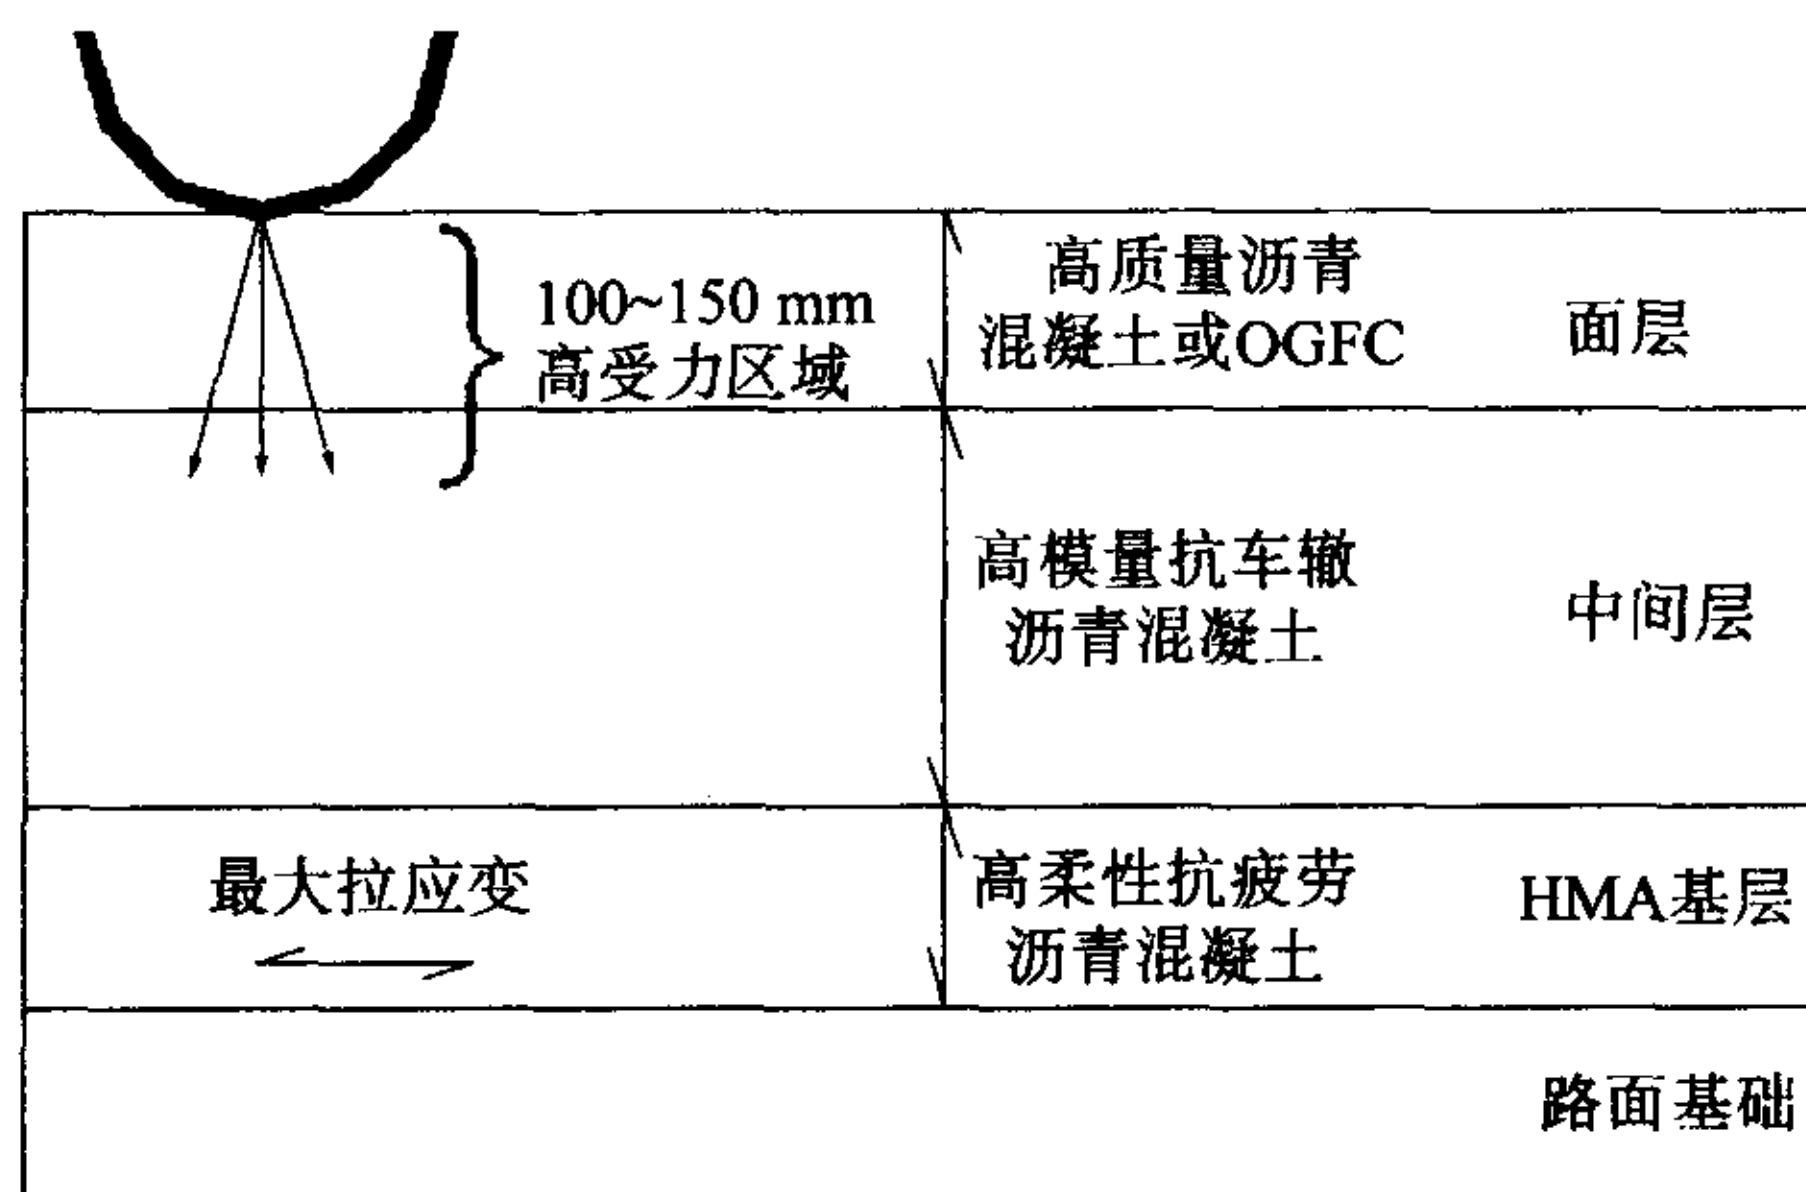 100~150 mm
高受力区域
高质量沥青
混凝土或OGFC
面层
高模量抗车辙
沥青混凝土
中间层
最大拉应变
高柔性抗疲劳
沥青混凝土
HMA基层
路面基础